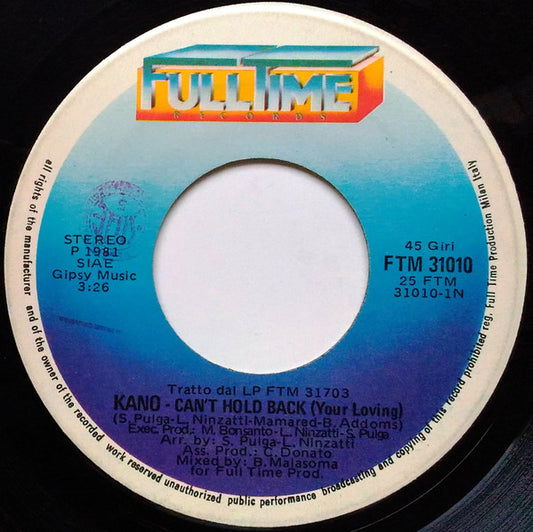 FULLTIME
RECORDS
STEREO
P 1981
SIAE
Gipsy Music
3:26
45 Giri
FTM 31010
25 FTM
31010-1N
Tratto dal LP FTM 31703
KANO - CAN'T HOLD BACK (Your Loving)
(S. Pulga-L. Ninzatti-Mamared-B. Addoms)
Exec. Prod.: M. Bonsanto-L. Ninzatti-S. Pulga
Arr. by: S. Pulga-L. Ninzatti
Ass. Prod.: C. Donato
Mixed by: B. Malasoma
for Full Time Prod.
all rights of the manufacturer and of the owner of the recorded work reserved unauthorized public performance broadcasting and copying of this record prohibited reg. Full Time Production Milan Italy